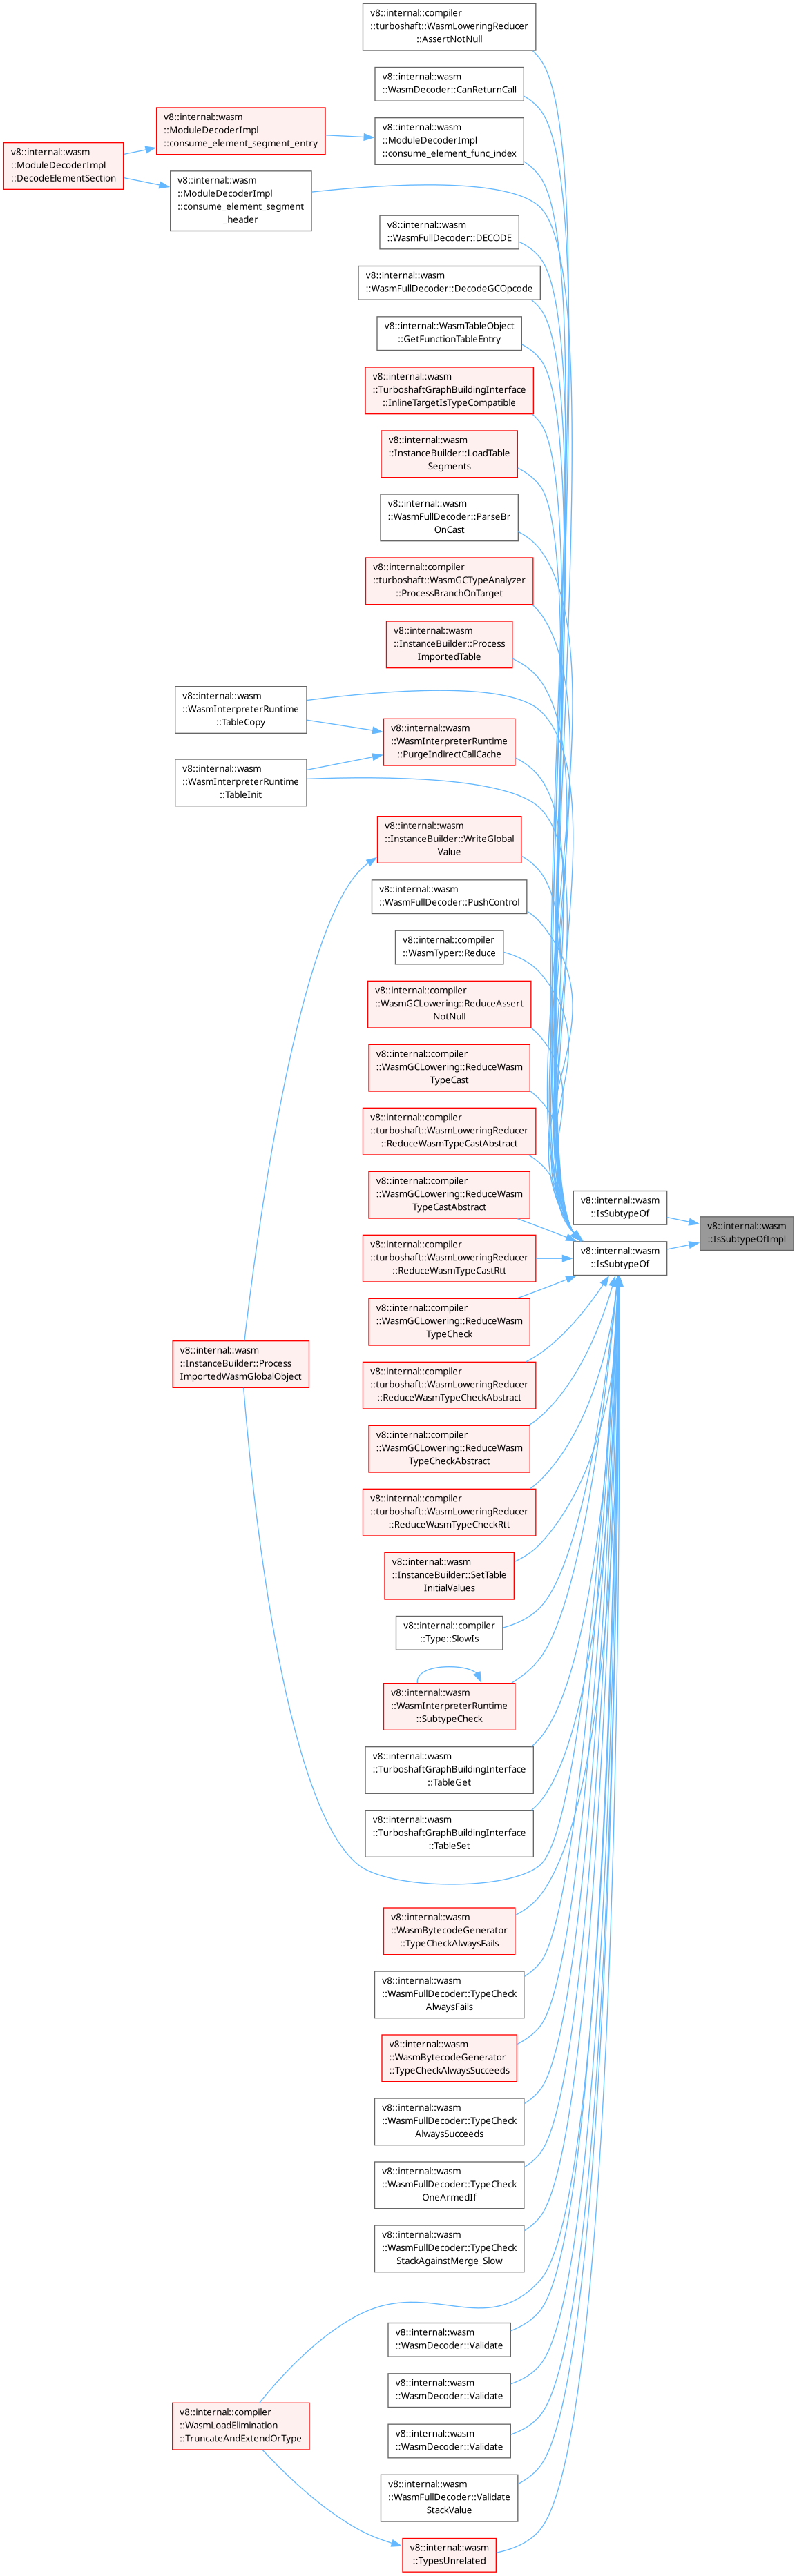 v8::internal::compiler
::turboshaft::WasmLoweringReducer
::AssertNotNull
v8::internal::wasm
::WasmDecoder::CanReturnCall
v8::internal::wasm
::ModuleDecoderImpl
::consume_element_segment_entry
v8::internal::wasm
::ModuleDecoderImpl
::consume_element_func_index
v8::internal::wasm
::ModuleDecoderImpl
::DecodeElementSection
v8::internal::wasm
::ModuleDecoderImpl
::consume_element_segment
_header
v8::internal::wasm
::WasmFullDecoder::DECODE
v8::internal::wasm
::WasmFullDecoder::DecodeGCOpcode
v8::internal::WasmTableObject
::GetFunctionTableEntry
v8::internal::wasm
::TurboshaftGraphBuildingInterface
::InlineTargetIsTypeCompatible
v8::internal::wasm
::InstanceBuilder::LoadTable
Segments
v8::internal::wasm
::WasmFullDecoder::ParseBr
OnCast
v8::internal::compiler
::turboshaft::WasmGCTypeAnalyzer
::ProcessBranchOnTarget
v8::internal::wasm
::InstanceBuilder::Process
ImportedTable
v8::internal::wasm
::WasmInterpreterRuntime
::TableCopy
v8::internal::wasm
::WasmInterpreterRuntime
::PurgeIndirectCallCache
v8::internal::wasm
::WasmInterpreterRuntime
::TableInit
v8::internal::wasm
::InstanceBuilder::WriteGlobal
Value
v8::internal::wasm
::WasmFullDecoder::PushControl
v8::internal::compiler
::WasmTyper::Reduce
v8::internal::compiler
::WasmGCLowering::ReduceAssert
NotNull
v8::internal::compiler
::WasmGCLowering::ReduceWasm
TypeCast
v8::internal::compiler
::turboshaft::WasmLoweringReducer
::ReduceWasmTypeCastAbstract
v8::internal::compiler
::WasmGCLowering::ReduceWasm
TypeCastAbstract
v8::internal::wasm
::IsSubtypeOf
v8::internal::wasm
::IsSubtypeOfImpl
v8::internal::wasm
::IsSubtypeOf
v8::internal::compiler
::turboshaft::WasmLoweringReducer
::ReduceWasmTypeCastRtt
v8::internal::compiler
::WasmGCLowering::ReduceWasm
TypeCheck
v8::internal::wasm
::InstanceBuilder::Process
ImportedWasmGlobalObject
v8::internal::compiler
::turboshaft::WasmLoweringReducer
::ReduceWasmTypeCheckAbstract
v8::internal::compiler
::WasmGCLowering::ReduceWasm
TypeCheckAbstract
v8::internal::compiler
::turboshaft::WasmLoweringReducer
::ReduceWasmTypeCheckRtt
v8::internal::wasm
::InstanceBuilder::SetTable
InitialValues
v8::internal::compiler
::Type::SlowIs
v8::internal::wasm
::WasmInterpreterRuntime
::SubtypeCheck
v8::internal::wasm
::TurboshaftGraphBuildingInterface
::TableGet
v8::internal::wasm
::TurboshaftGraphBuildingInterface
::TableSet
v8::internal::wasm
::WasmBytecodeGenerator
::TypeCheckAlwaysFails
v8::internal::wasm
::WasmFullDecoder::TypeCheck
AlwaysFails
v8::internal::wasm
::WasmBytecodeGenerator
::TypeCheckAlwaysSucceeds
v8::internal::wasm
::WasmFullDecoder::TypeCheck
AlwaysSucceeds
v8::internal::wasm
::WasmFullDecoder::TypeCheck
OneArmedIf
v8::internal::wasm
::WasmFullDecoder::TypeCheck
StackAgainstMerge_Slow
v8::internal::wasm
::WasmDecoder::Validate
v8::internal::wasm
::WasmDecoder::Validate
v8::internal::compiler
::WasmLoadElimination
::TruncateAndExtendOrType
v8::internal::wasm
::WasmDecoder::Validate
v8::internal::wasm
::WasmFullDecoder::Validate
StackValue
v8::internal::wasm
::TypesUnrelated